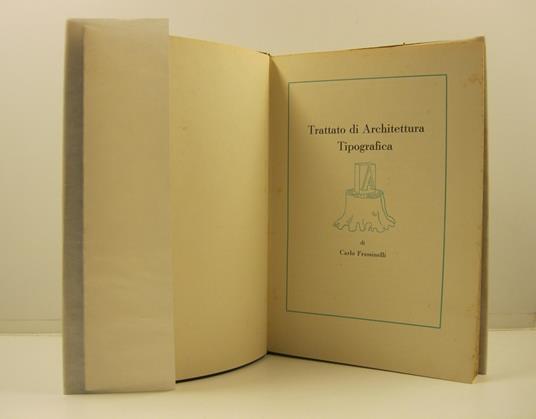 Trattato di Architettura
Tipografica
di
Carlo Frassinelli